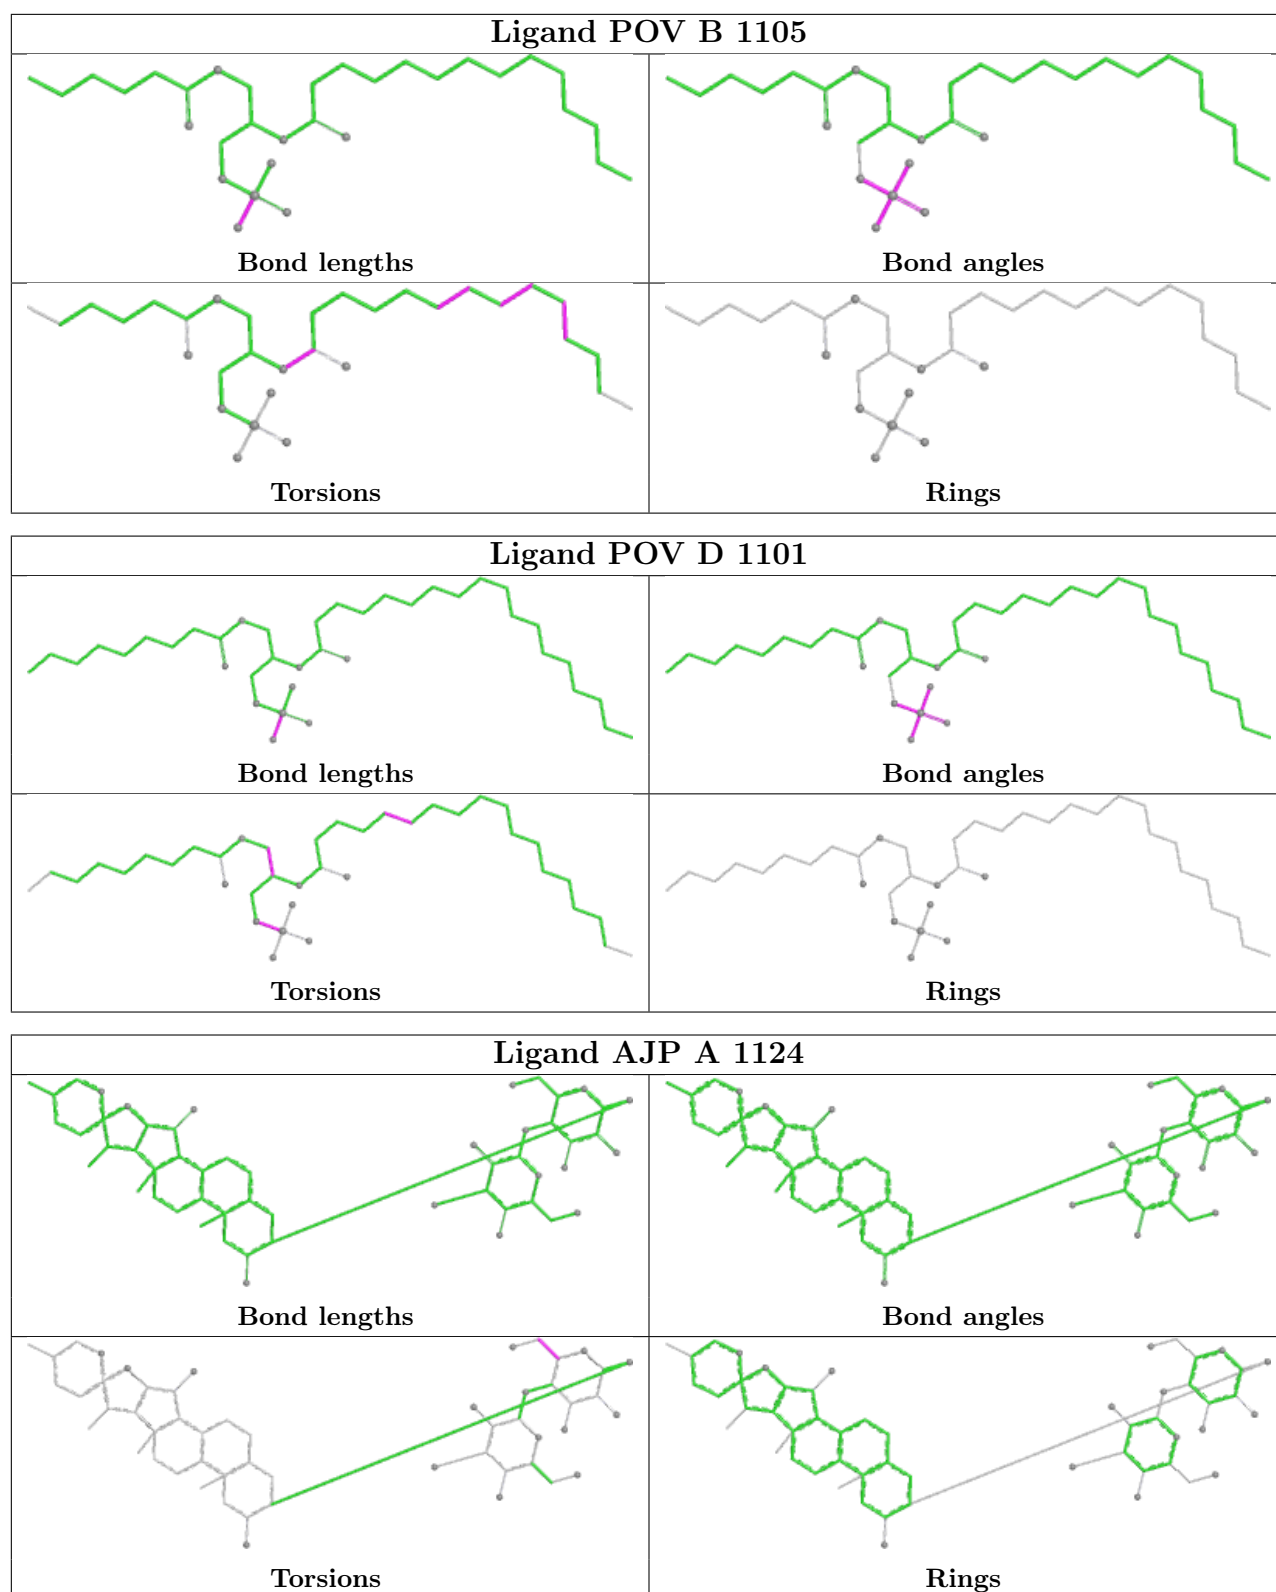 Ligand POV B 1105
Bond lengths
Bond angles
Torsions
Rings
Ligand POV D 1101
Bond lengths
Bond angles
Torsions
Rings
Ligand AJP A 1124
Bond lengths
Bond angles
Torsions
Rings